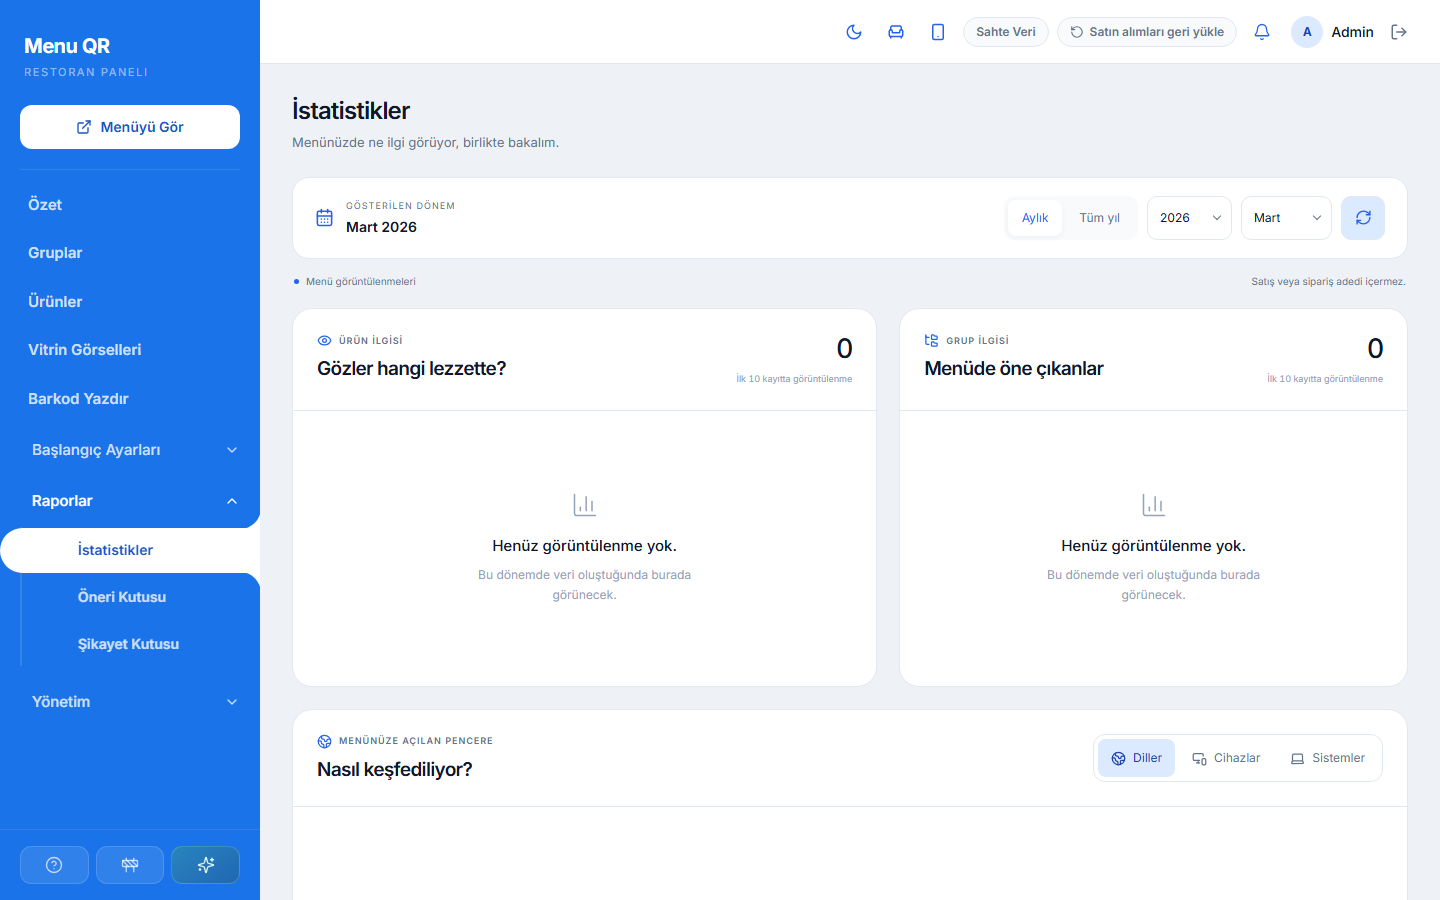 Menu QR
RESTORAN PANELİ
Menüyü Gör
Özet
Gruplar
Ürünler
Vitrin Görselleri
Barkod Yazdır
Başlangıç Ayarları
Raporlar
İstatistikler
Öneri Kutusu
Şikayet Kutusu
Yönetim
Sahte Veri
Satın alımları geri yükle
A
Admin
İstatistikler
Menünüzde ne ilgi görüyor, birlikte bakalım.
GÖSTERİLEN DÖNEM
Mart 2026
Aylık
Tüm yıl
2026
Mart
Menü görüntülenmeleri
Satış veya sipariş adedi içermez.
ÜRÜN İLGİSİ
Gözler hangi lezzette?
0
İlk 10 kayıtta görüntülenme
Henüz görüntülenme yok.
Bu dönemde veri oluştuğunda burada
görünecek.
GRUP İLGİSİ
Menüde öne çıkanlar
0
İlk 10 kayıtta görüntülenme
Henüz görüntülenme yok.
Bu dönemde veri oluştuğunda burada
görünecek.
MENÜNÜZE AÇILAN PENCERE
Nasıl keşfediliyor?
Diller
Cihazlar
Sistemler